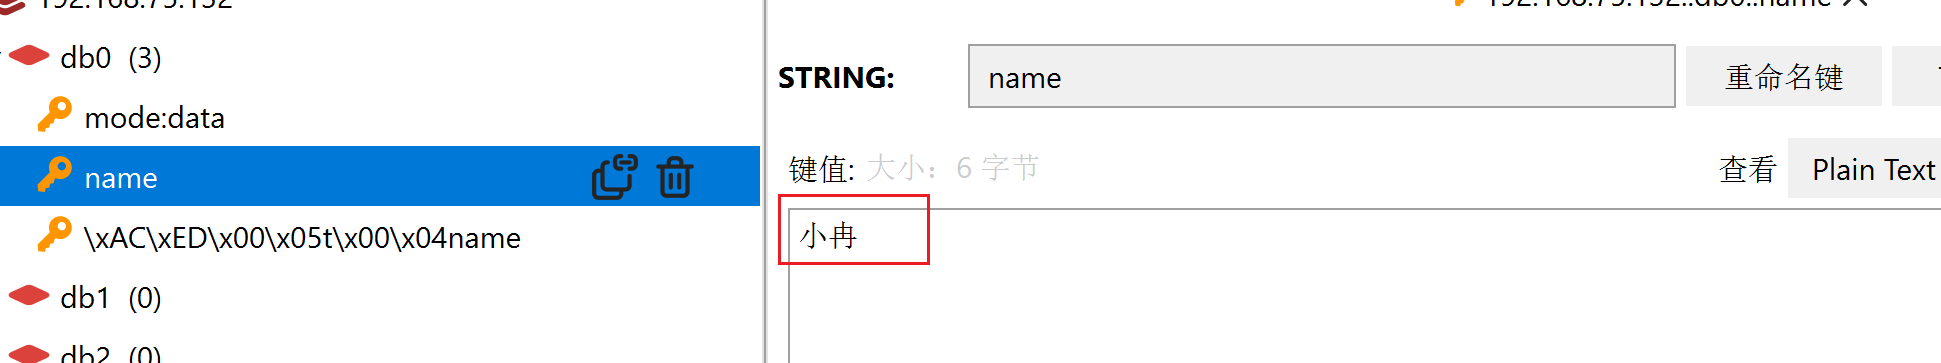 192.168.75.132
192.168.75.132::db0::name
db0 (3)
STRING:
name
重命名键
mode:data
name
键值: 大小：6 字节
查看
Plain Text
\xAC\xED\x00\x05t\x00\x04name
小冉
db1 (0)
db2 (0)